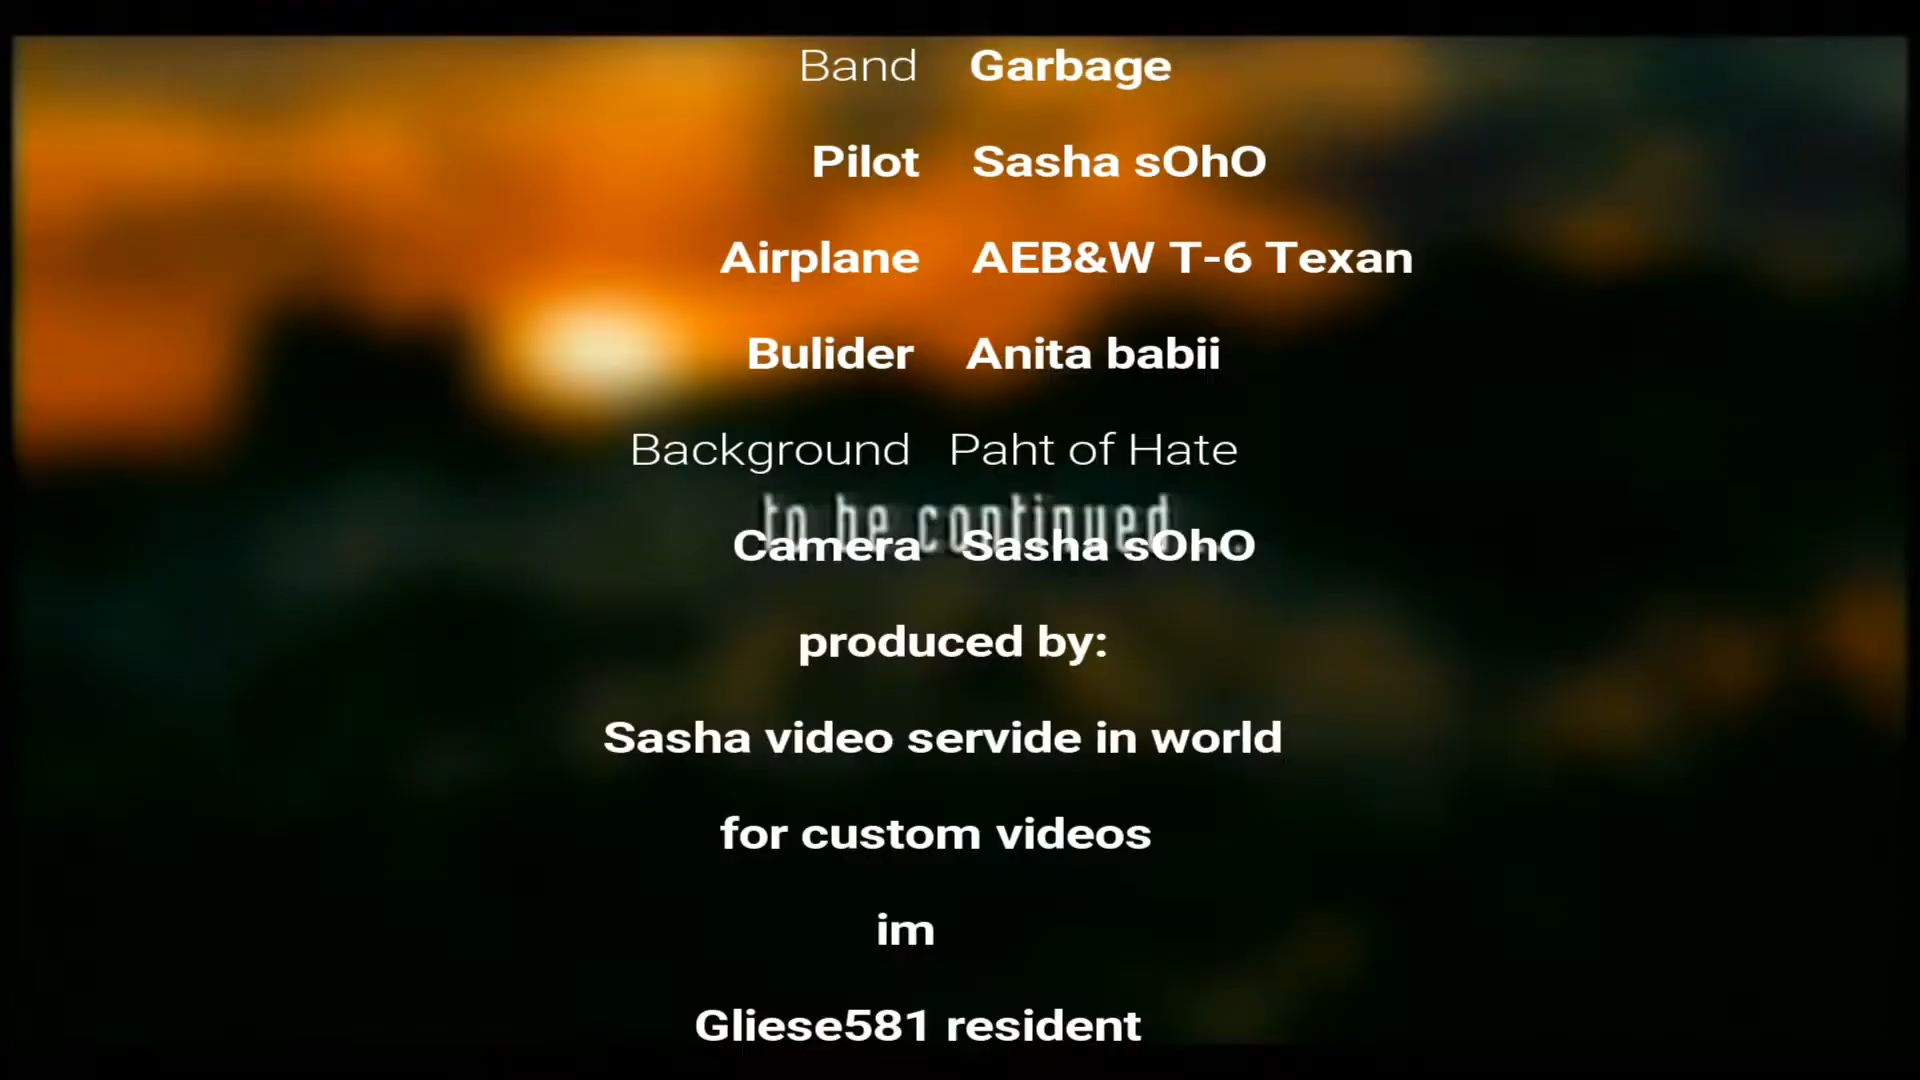 Band Garbage
Pilot Sasha sOhO
Airplane AEB&W T-6 Texan
Bulider Anita babii
Background Paht of Hate
to be continued...
Camera Sasha sOhO
produced by:
Sasha video servide in world
for custom videos
im
Gliese581 resident